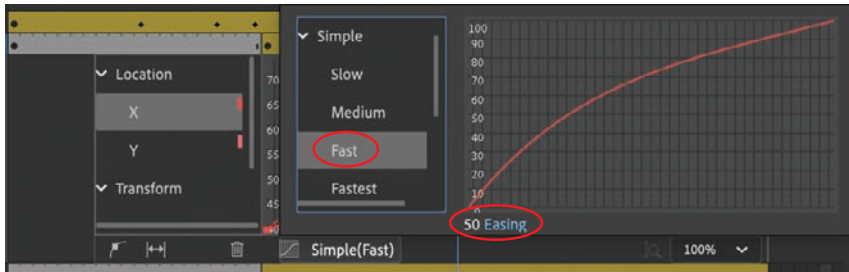 Location
X
Y
Transform
70
65
60
55
50
45
40
Simple
Slow
Medium
Fast
Fastest
100
90
80
70
60
50
40
30
20
10
0
50 Easing
Simple(Fast)
100%